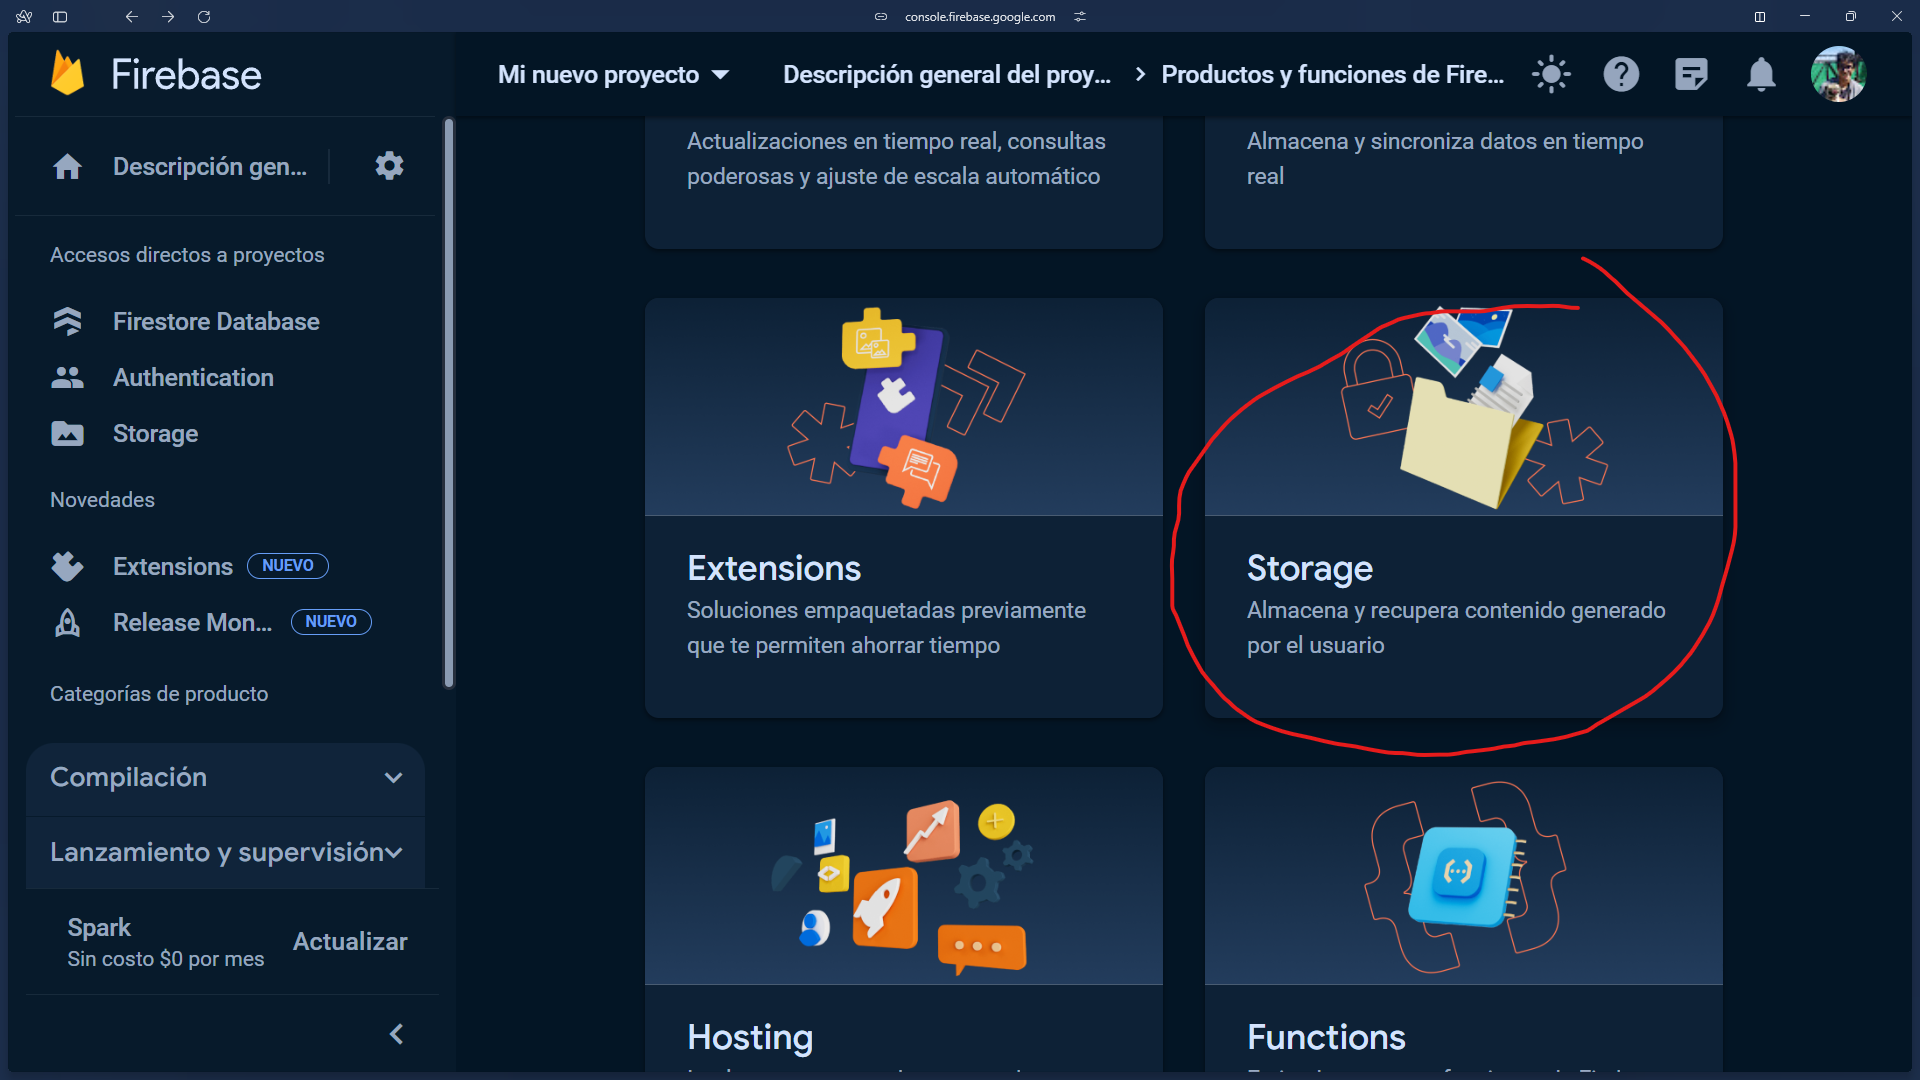 console.firebase.google.com
Firebase
Mi nuevo proyecto
Descripción general del proy...
Productos y funciones de Fire...
Descripción gen...
Accesos directos a proyectos
Firestore Database
Authentication
Storage
Novedades
Extensions NUEVO
Release Mon... NUEVO
Categorías de producto
Compilación
Lanzamiento y supervisión
Spark
Sin costo $0 por mes
Actualizar
Actualizaciones en tiempo real, consultas
poderosas y ajuste de escala automático
Almacena y sincroniza datos en tiempo
real
Extensions
Soluciones empaquetadas previamente
que te permiten ahorrar tiempo
Storage
Almacena y recupera contenido generado
por el usuario
Hosting
Functions